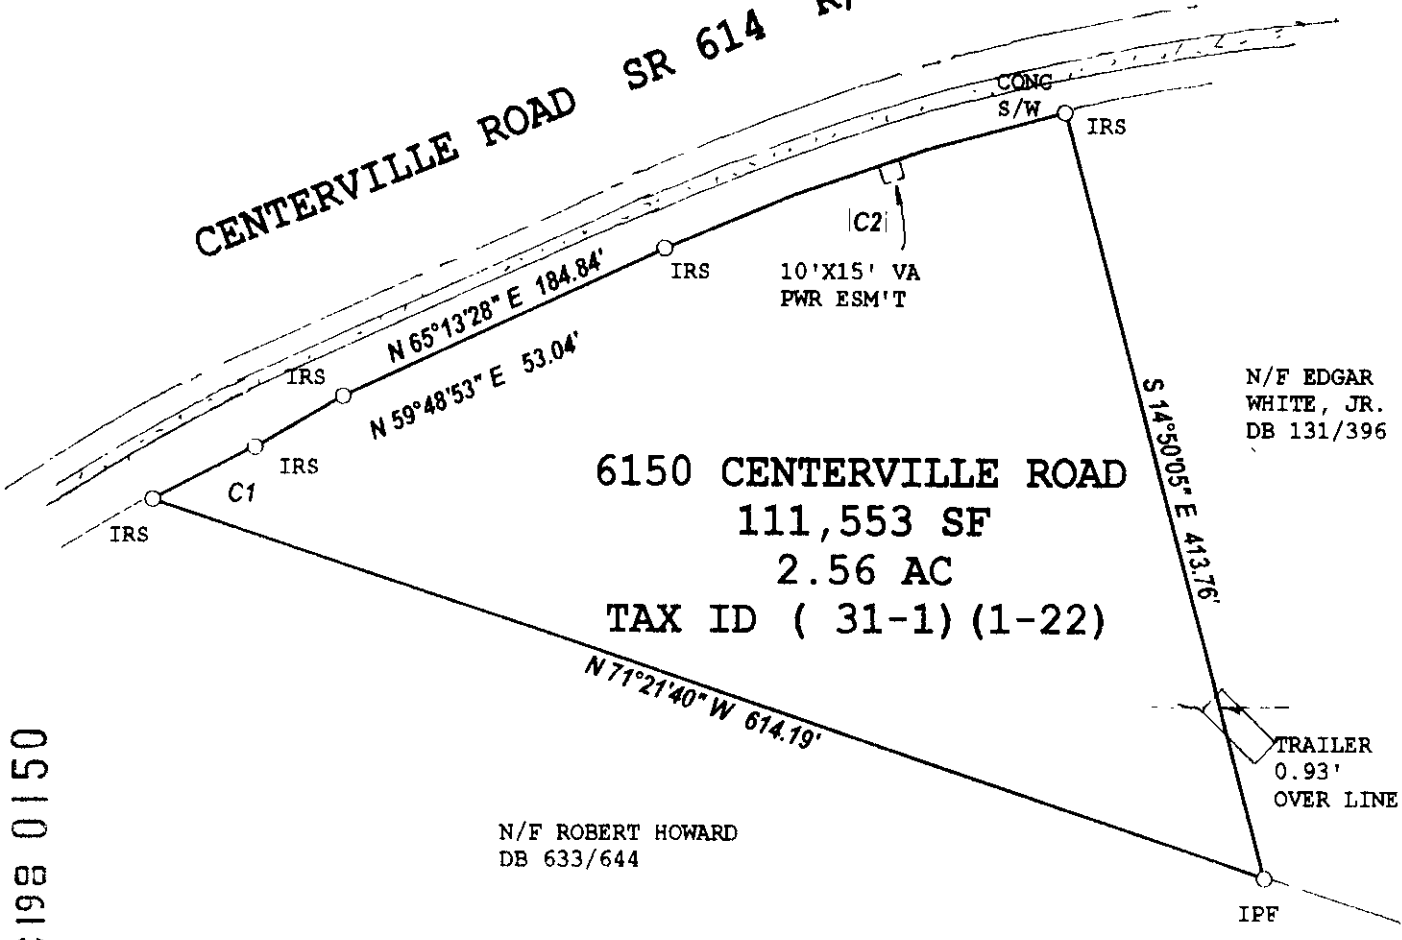 CENTERVILLE ROAD SR 614 R/
CONC
S/W
IRS
|C2|
10'X15' VA
PWR ESM'T
IRS
N 65°13'28" E 184.84'
IRS
N 59°48'53" E 53.04'
IRS
C1
IRS
S 14°50'05" E 413.76'
N/F EDGAR
WHITE, JR.
DB 131/396
6150 CENTERVILLE ROAD
111,553 SF
2.56 AC
TAX ID ( 31-1)(1-22)
N 71°21'40" W 614.19'
TRAILER
0.93'
OVER LINE
N/F ROBERT HOWARD
DB 633/644
IPF
198 0150